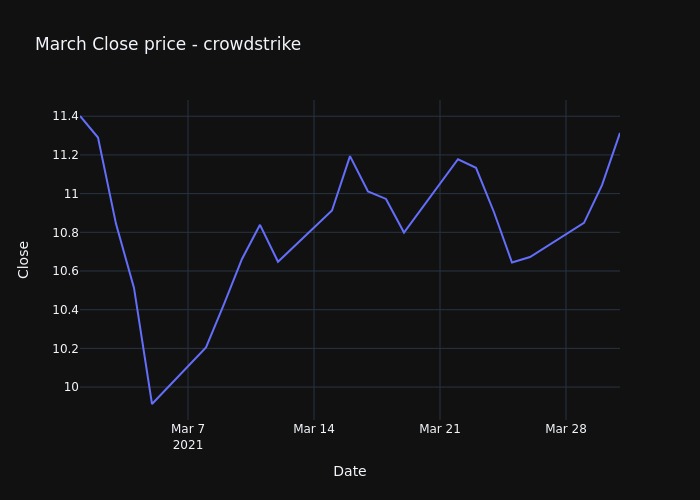 March Close price - crowdstrike
Close
11.4
11.2
11
10.8
10.6
10.4
10.2
10
Mar 7
2021
Mar 14
Mar 21
Mar 28
Date